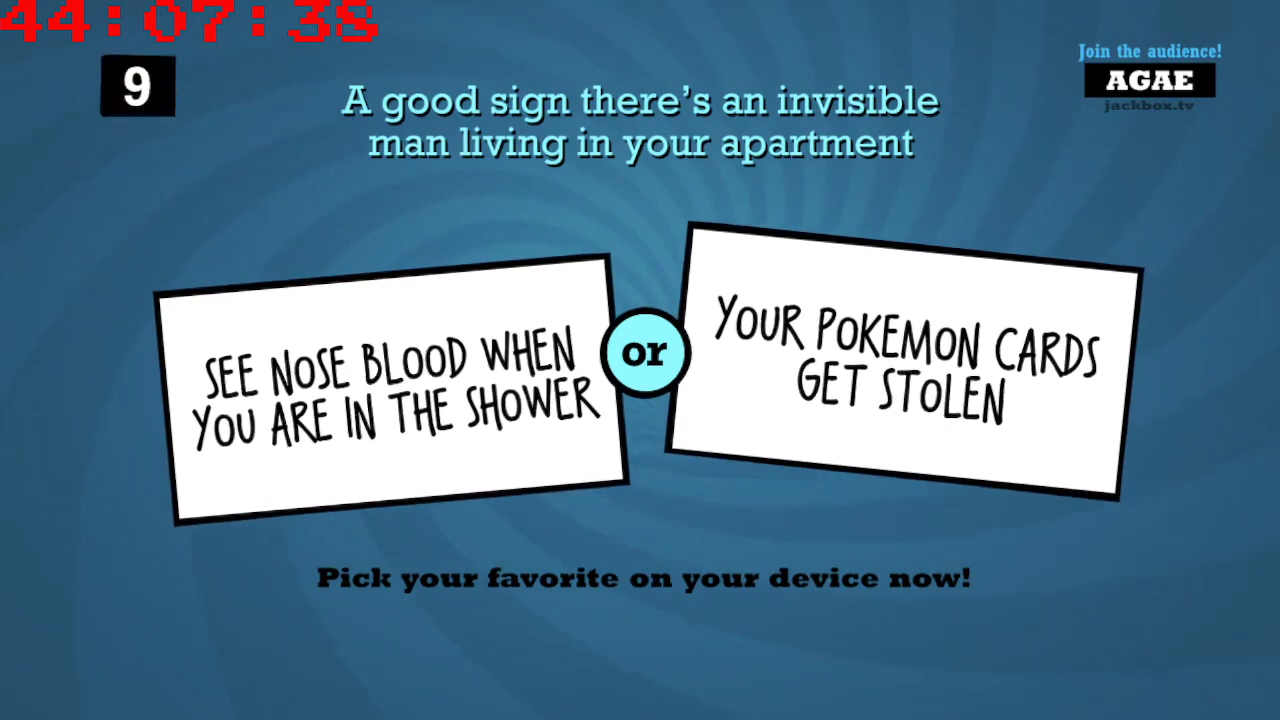 44:07:38
9
Join the audience!
AGAE
jackbox.tv
A good sign there's an invisible
man living in your apartment
SEE NOSE BLOOD WHEN
YOU ARE IN THE SHOWER
or
YOUR POKEMON CARDS
GET STOLEN
Pick your favorite on your device now!